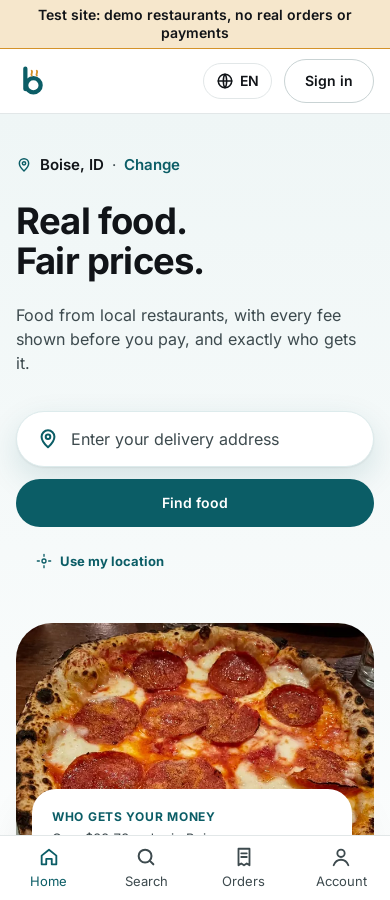 Test site: demo restaurants, no real orders or
payments
b
EN
Sign in
Boise, ID · Change
Real food.
Fair prices.
Food from local restaurants, with every fee
shown before you pay, and exactly who gets
it.
Enter your delivery address
Find food
Use my location
WHO GETS YOUR MONEY
Home
Search
Orders
Account